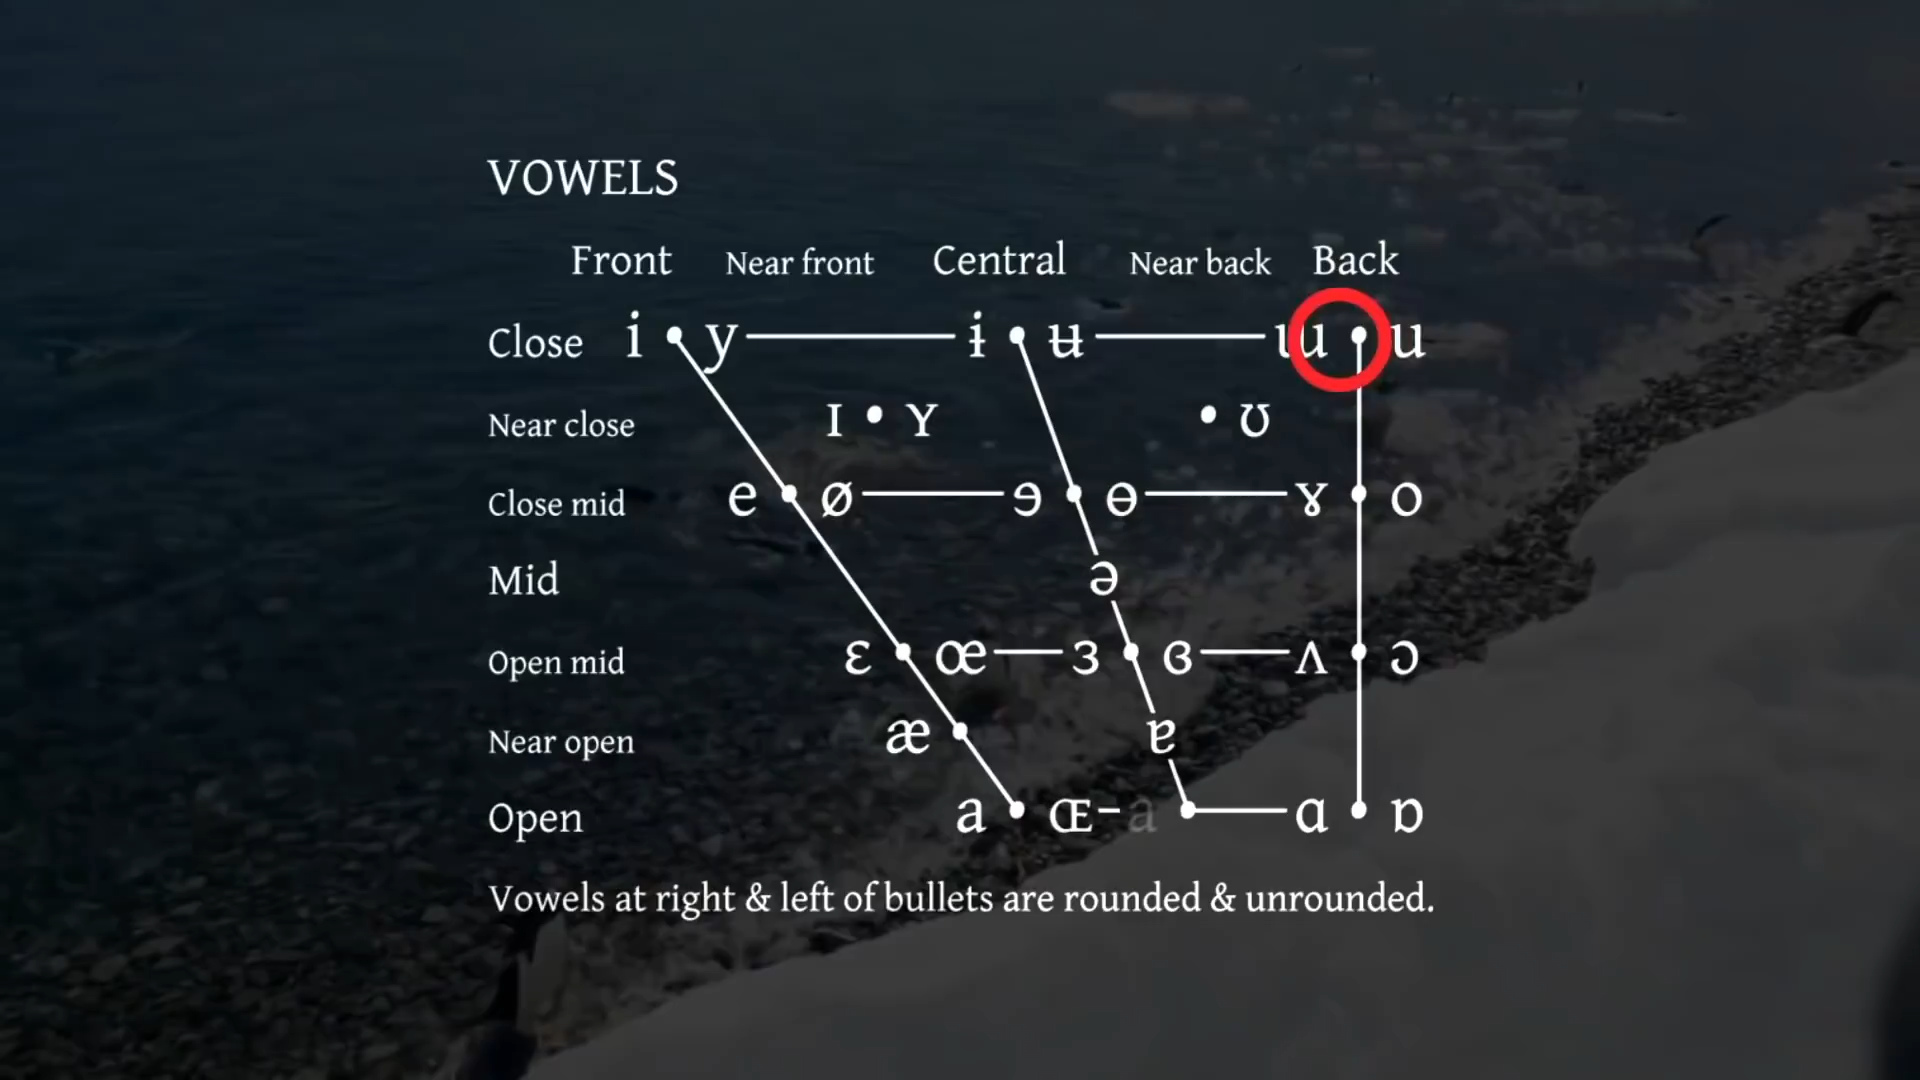 VOWELS
Front Near front Central Near back Back
Close i y ɨ ʉ ɯ u
Near close ɪ ʏ ʊ
Close mid e ø ɘ ɵ ɤ o
Mid ə
Open mid ɛ œ ɜ ɞ ʌ ɔ
Near open æ ɐ
Open a ɶ a ɑ ɒ
Vowels at right & left of bullets are rounded & unrounded.